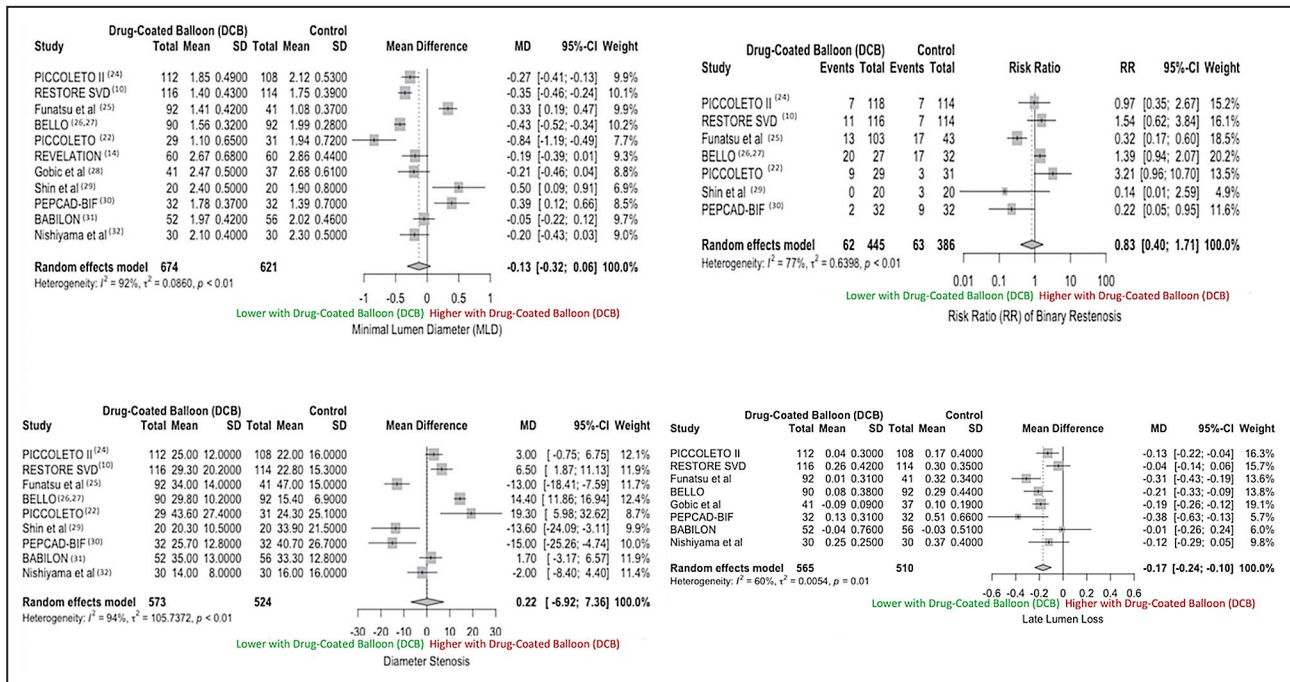 Drug-Coated Balloon (DCB) Control
Study Total Mean SD Total Mean SD Mean Difference MD 95%-CI Weight
PICCOLETO II (24) 112 1.85 0.4900 108 2.12 0.5300 -0.27 [-0.41; -0.13] 9.9%
RESTORE SVD (10) 116 1.40 0.4300 114 1.75 0.3900 -0.35 [-0.46; -0.24] 10.1%
Funatsu et al (25) 92 1.41 0.4200 41 1.08 0.3700 0.33 [0.19; 0.47] 9.9%
BELLO (26,27) 90 1.56 0.3200 92 1.99 0.2800 -0.43 [-0.52; -0.34] 10.2%
PICCOLETO (22) 29 1.10 0.6500 31 1.94 0.7200 -0.84 [-1.19; -0.49] 7.7%
REVELATION (14) 60 2.67 0.6800 60 2.86 0.4400 -0.19 [-0.39; 0.01] 9.3%
Gobic et al (28) 41 2.47 0.5000 37 2.68 0.6100 -0.21 [-0.46; 0.04] 8.9%
Shin et al (29) 20 2.40 0.5000 20 1.90 0.8000 0.50 [0.09; 0.91] 7.1%
PEPCAD-BIF (30) 32 1.78 0.3700 32 1.39 0.7000 0.39 [0.12; 0.66] 8.7%
BABILON (31) 52 1.97 0.4200 56 2.02 0.4600 -0.05 [-0.22; 0.12] 9.6%
Nishiyama et al (32) 30 2.10 0.4000 30 2.30 0.5000 -0.20 [-0.43; 0.03] 9.0%
Random effects model 674 621 -0.13 [-0.32; 0.06] 100.0%
Heterogeneity: I² = 92%, τ² = 0.0860, p < 0.01
-1 -0.5 0 0.5 1
Lower with Drug-Coated Balloon (DCB) Higher with Drug-Coated Balloon (DCB)
Minimal Lumen Diameter (MLD)
Drug-Coated Balloon (DCB) Control
Study Events Total Events Total Risk Ratio RR 95%-CI Weight
PICCOLETO II (24) 7 118 7 114 0.97 [0.35; 2.67] 15.2%
RESTORE SVD (10) 11 116 7 114 1.54 [0.62; 3.84] 16.1%
Funatsu et al (25) 13 103 17 43 0.32 [0.17; 0.60] 18.5%
BELLO (26,27) 20 27 17 32 1.39 [0.94; 2.07] 20.2%
PICCOLETO (22) 9 29 3 31 3.21 [0.96; 10.70] 13.5%
Shin et al (29) 0 20 3 20 0.14 [0.01; 2.59] 4.9%
PEPCAD-BIF (30) 2 32 9 32 0.22 [0.05; 0.95] 11.6%
Random effects model 62 445 63 386 0.83 [0.40; 1.71] 100.0%
Heterogeneity: I² = 77%, τ² = 0.6398, p < 0.01
0.01 0.1 1 10 100
Lower with Drug-Coated Balloon (DCB) Higher with Drug-Coated Balloon (DCB)
Risk Ratio (RR) of Binary Restenosis
Drug-Coated Balloon (DCB) Control
Study Total Mean SD Total Mean SD Mean Difference MD 95%-CI Weight
PICCOLETO II (24) 112 25.00 12.0000 108 22.00 16.0000 3.00 [-0.75; 6.75] 12.1%
RESTORE SVD (10) 116 29.30 20.2000 114 22.80 15.3000 6.50 [1.87; 11.13] 12.0%
Funatsu et al (25) 92 34.00 14.0000 41 47.00 15.0000 -13.00 [-18.41; -7.59] 11.8%
BELLO (26,27) 90 29.80 10.2000 92 15.40 6.9000 14.40 [11.86; 16.94] 12.4%
PICCOLETO (22) 29 43.60 27.4000 31 24.30 25.1000 19.30 [5.98; 32.62] 8.7%
Shin et al (29) 20 20.30 10.5000 20 33.90 21.5000 -13.60 [-24.09; -3.11] 9.9%
PEPCAD-BIF (30) 32 25.70 12.8000 32 40.70 26.7000 -15.00 [-25.26; -4.74] 10.0%
BABILON (31) 52 35.00 13.0000 56 33.30 12.8000 1.70 [-3.17; 6.57] 11.9%
Nishiyama et al (32) 30 14.00 8.0000 30 16.00 16.0000 -2.00 [-8.40; 4.40] 11.4%
Random effects model 573 524 0.22 [-6.92; 7.36] 100.0%
Heterogeneity: I² = 94%, τ² = 105.7372, p < 0.01
-30 -20 -10 0 10 20 30
Lower with Drug-Coated Balloon (DCB) Higher with Drug-Coated Balloon (DCB)
Diameter Stenosis
Drug-Coated Balloon (DCB) Control
Study Total Mean SD Total Mean SD Mean Difference MD 95%-CI Weight
PICCOLETO II 112 0.04 0.3000 108 0.17 0.4000 -0.13 [-0.22; -0.04] 16.3%
RESTORE SVD 116 0.26 0.4200 114 0.30 0.3500 -0.04 [-0.14; 0.06] 15.7%
Funatsu et al 92 0.01 0.3100 41 0.32 0.3400 -0.31 [-0.43; -0.19] 13.6%
BELLO 90 0.08 0.3800 92 0.29 0.4400 -0.21 [-0.33; -0.09] 13.8%
Gobic et al 41 -0.09 0.0900 37 0.10 0.1900 -0.19 [-0.26; -0.12] 19.1%
PEPCAD-BIF 32 0.13 0.3100 32 0.51 0.6600 -0.38 [-0.63; -0.13] 5.7%
BABILON 52 -0.04 0.7600 56 -0.03 0.5100 -0.01 [-0.26; 0.24] 6.0%
Nishiyama et al 30 0.25 0.2500 30 0.37 0.4000 -0.12 [-0.29; 0.05] 9.8%
Random effects model 565 510 -0.17 [-0.24; -0.10] 100.0%
Heterogeneity: I² = 60%, τ² = 0.0054, p = 0.01
-0.6 -0.4 -0.2 0 0.2 0.4 0.6
Lower with Drug-Coated Balloon (DCB) Higher with Drug-Coated Balloon (DCB)
Late Lumen Loss